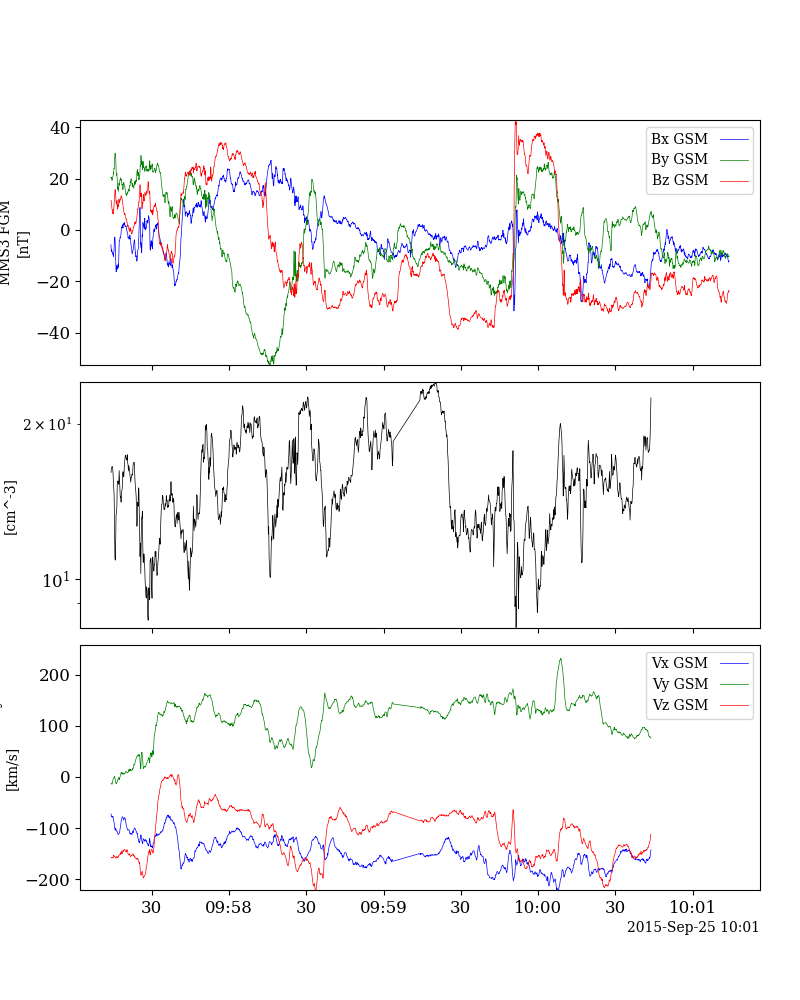 40
20
0
−20
−40
MMS3 FGM
[nT]
Bx GSM
By GSM
Bz GSM
2 × 10¹
10¹
[cm^-3]
200
100
0
−100
−200
[km/s]
Vx GSM
Vy GSM
Vz GSM
30 09:58 30 09:59 30 10:00 30 10:01
2015-Sep-25 10:01